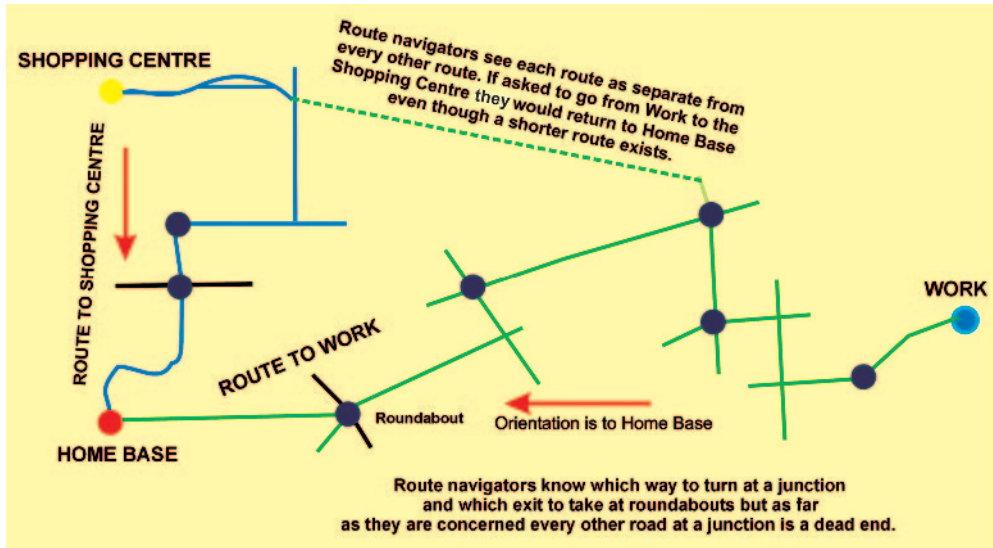 SHOPPING CENTRE
Route navigators see each route as separate from
every other route. If asked to go from Work to the
Shopping Centre they would return to Home Base
even though a shorter route exists.
ROUTE TO SHOPPING CENTRE
WORK
ROUTE TO WORK
Roundabout
Orientation is to Home Base
HOME BASE
Route navigators know which way to turn at a junction
and which exit to take at roundabouts but as far
as they are concerned every other road at a junction is a dead end.